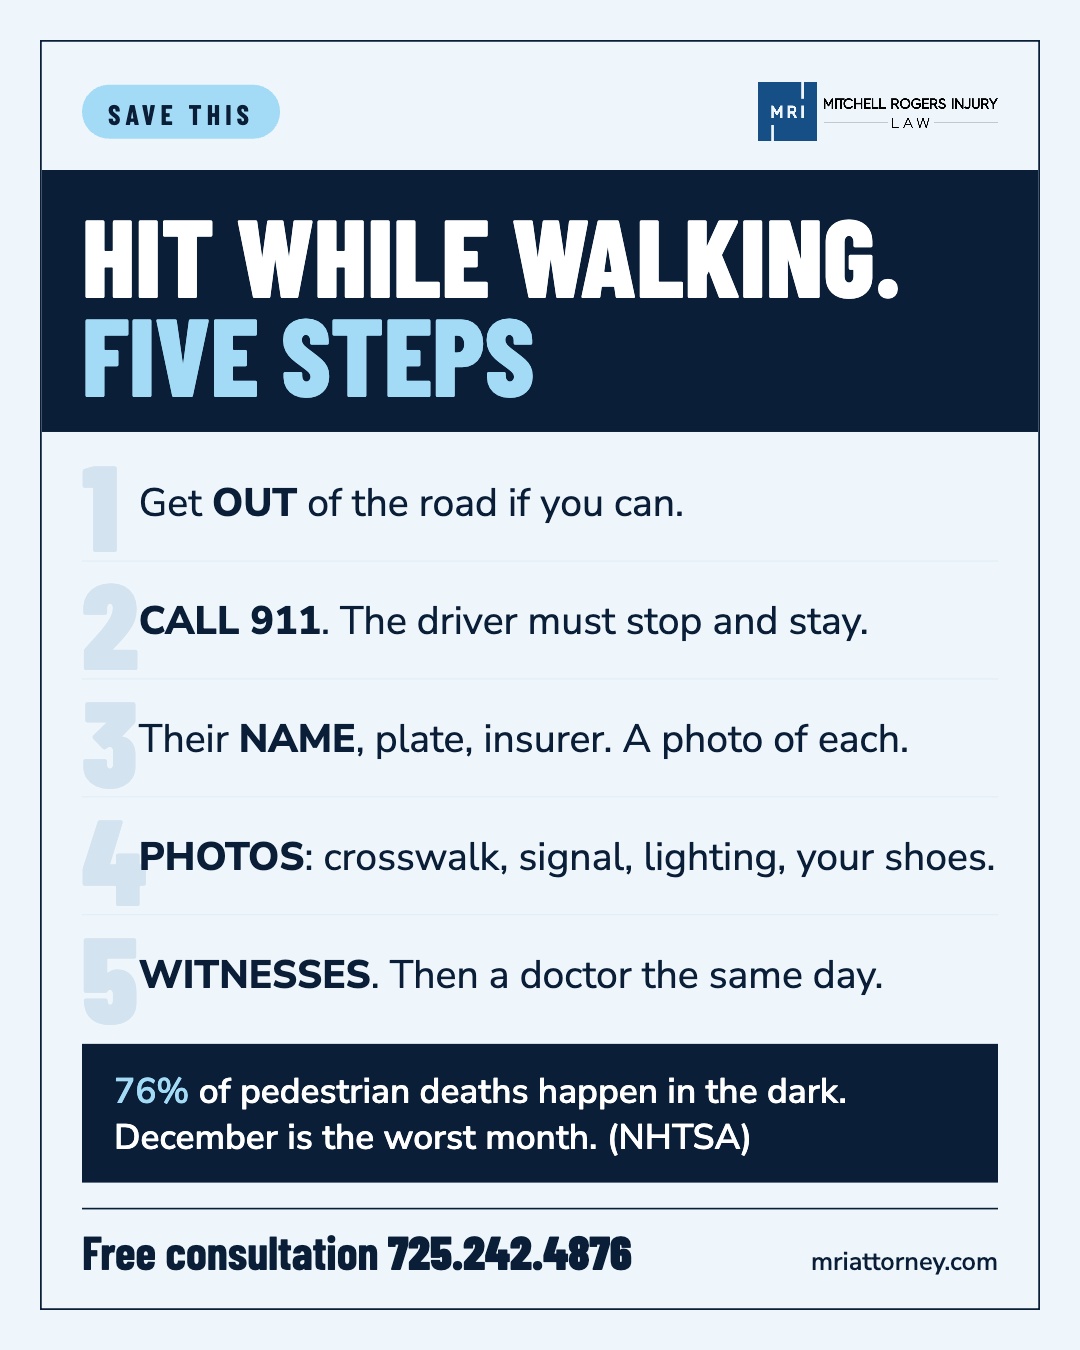 SAVE THIS
MRI
MITCHELL ROGERS INJURY
LAW
HIT WHILE WALKING.
FIVE STEPS
1 Get OUT of the road if you can.
2 CALL 911. The driver must stop and stay.
3 Their NAME, plate, insurer. A photo of each.
4 PHOTOS: crosswalk, signal, lighting, your shoes.
5 WITNESSES. Then a doctor the same day.
76% of pedestrian deaths happen in the dark.
December is the worst month. (NHTSA)
Free consultation 725.242.4876
mriattorney.com